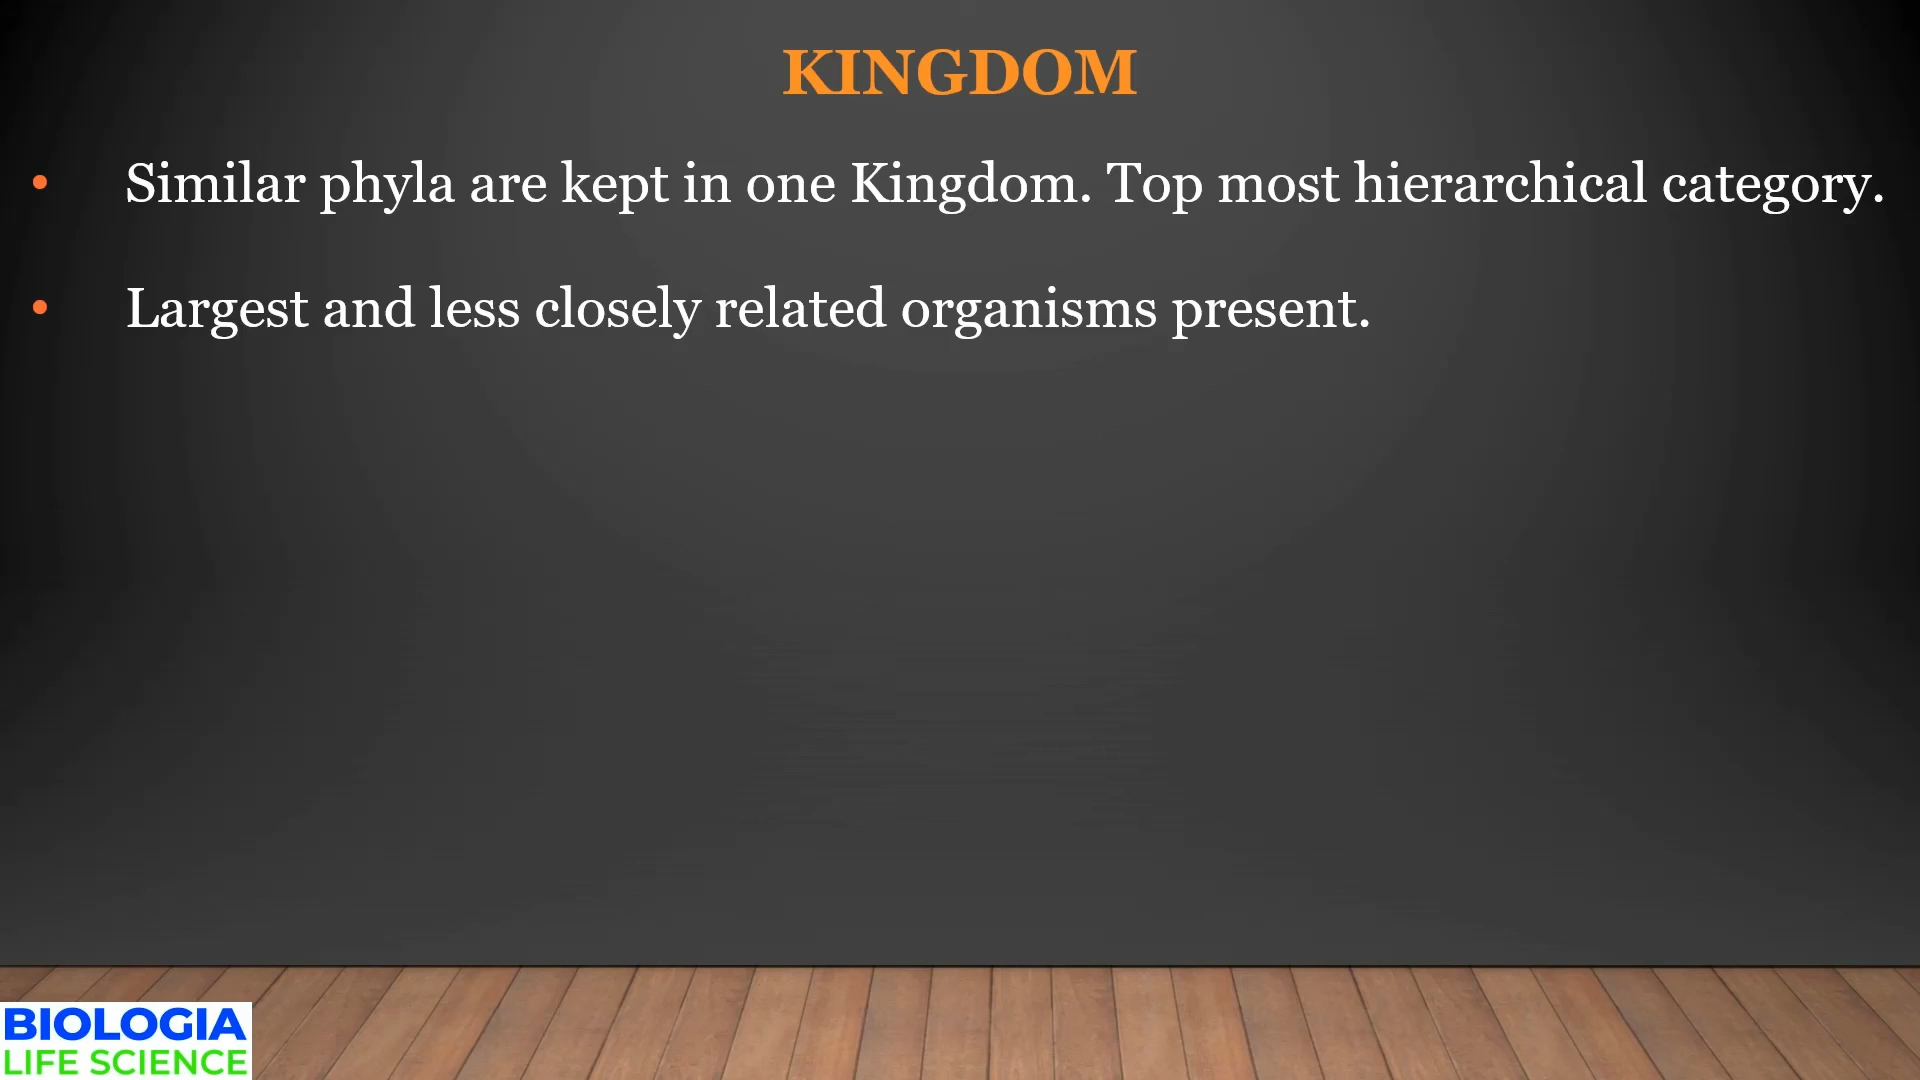 KINGDOM
• Similar phyla are kept in one Kingdom. Top most hierarchical category.
• Largest and less closely related organisms present.
BIOLOGIA
LIFE SCIENCE